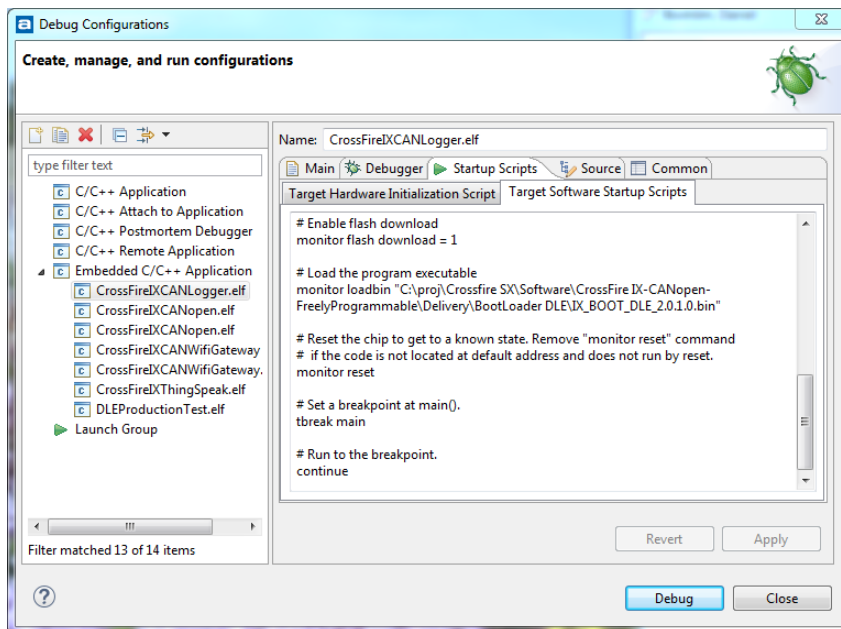 a Debug Configurations
Create, manage, and run configurations
type filter text
C/C++ Application
C/C++ Attach to Application
C/C++ Postmortem Debugger
C/C++ Remote Application
Embedded C/C++ Application
CrossFireIXCANLogger.elf
CrossFireIXCANopen.elf
CrossFireIXCANopen.elf
CrossFireIXCANWifiGateway
CrossFireIXCANWifiGateway.
CrossFireIXThingSpeak.elf
DLEProductionTest.elf
Launch Group
Filter matched 13 of 14 items
Name: CrossFireIXCANLogger.elf
Main Debugger Startup Scripts Source Common
Target Hardware Initialization Script Target Software Startup Scripts
# Enable flash download
monitor flash download = 1
# Load the program executable
monitor loadbin "C:\proj\Crossfire SX\Software\CrossFire IX-CANopen-
FreelyProgrammable\Delivery\BootLoader DLE\IX_BOOT_DLE_2.0.1.0.bin"
# Reset the chip to get to a known state. Remove "monitor reset" command
# if the code is not located at default address and does not run by reset.
monitor reset
# Set a breakpoint at main().
tbreak main
# Run to the breakpoint.
continue
Revert Apply
? Debug Close